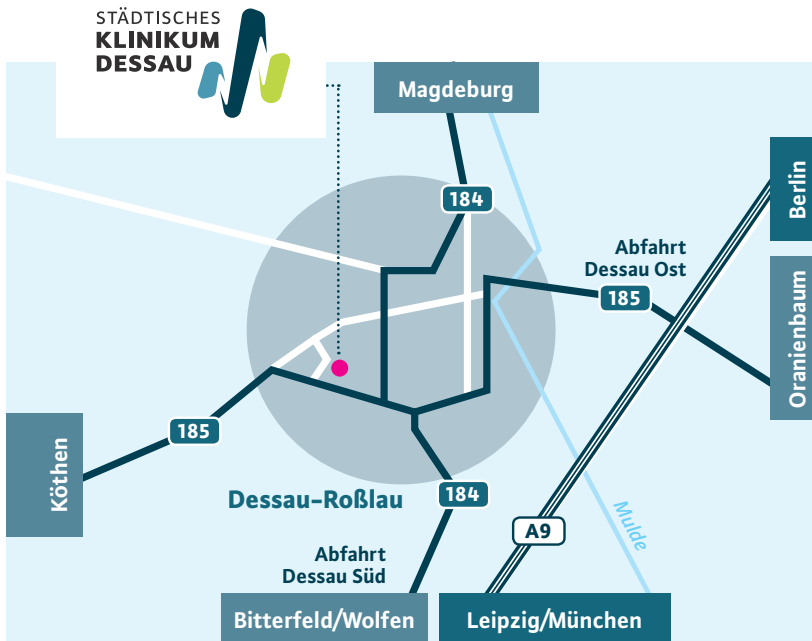 STÄDTISCHES
KLINIKUM
DESSAU
Magdeburg
184
Berlin
Abfahrt
Dessau Ost
185
Oranienbaum
185
Köthen
Dessau-Roßlau
184
A9
Mulde
Abfahrt
Dessau Süd
Bitterfeld/Wolfen
Leipzig/München